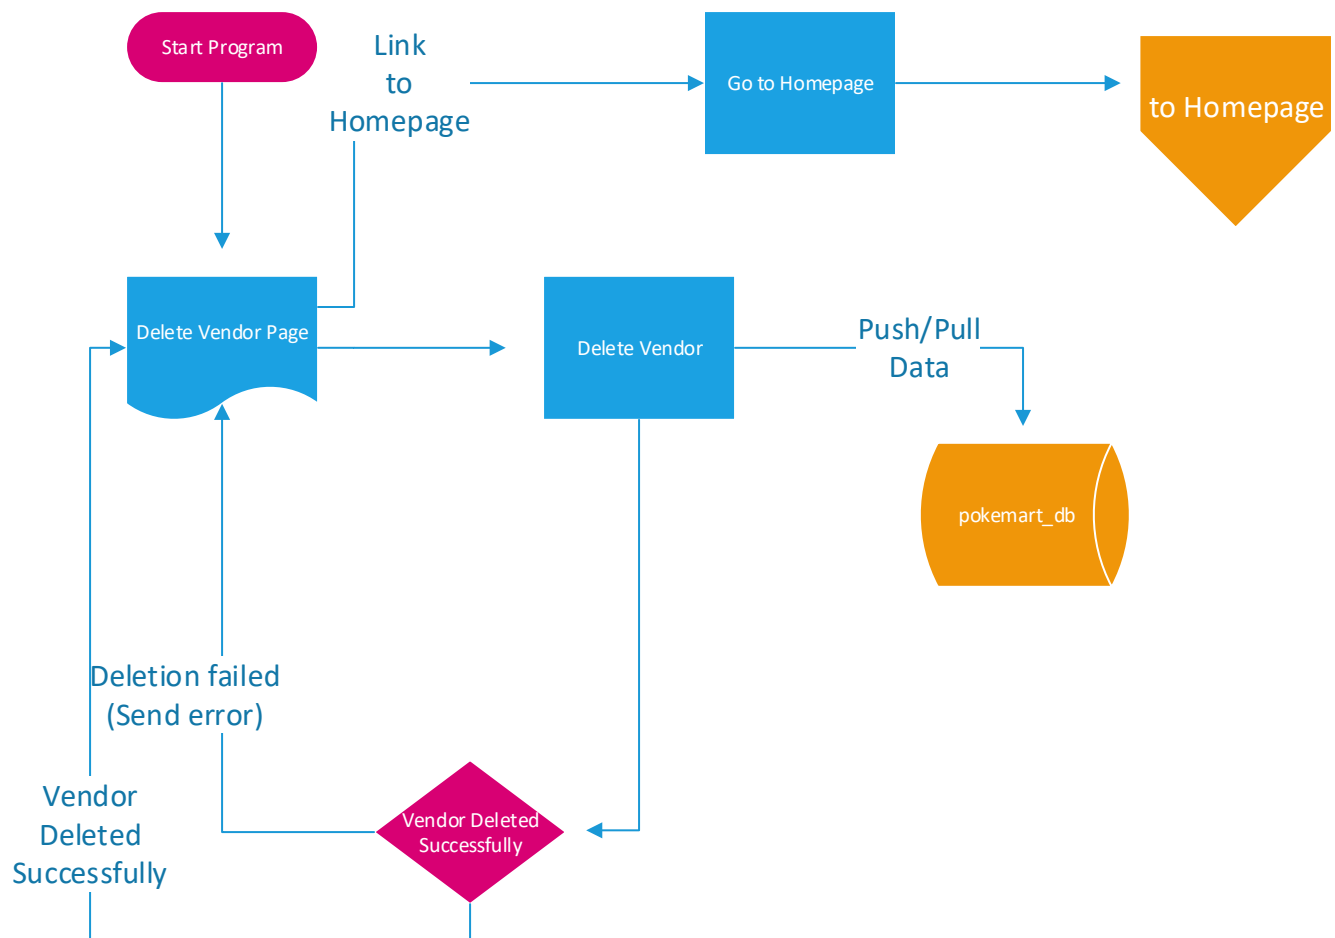 Start Program
Link
to
Homepage
Go to Homepage
to Homepage
Delete Vendor Page
Delete Vendor
Push/Pull
Data
pokemart_db
Deletion failed
(Send error)
Vendor
Deleted
Successfully
Vendor Deleted
Successfully